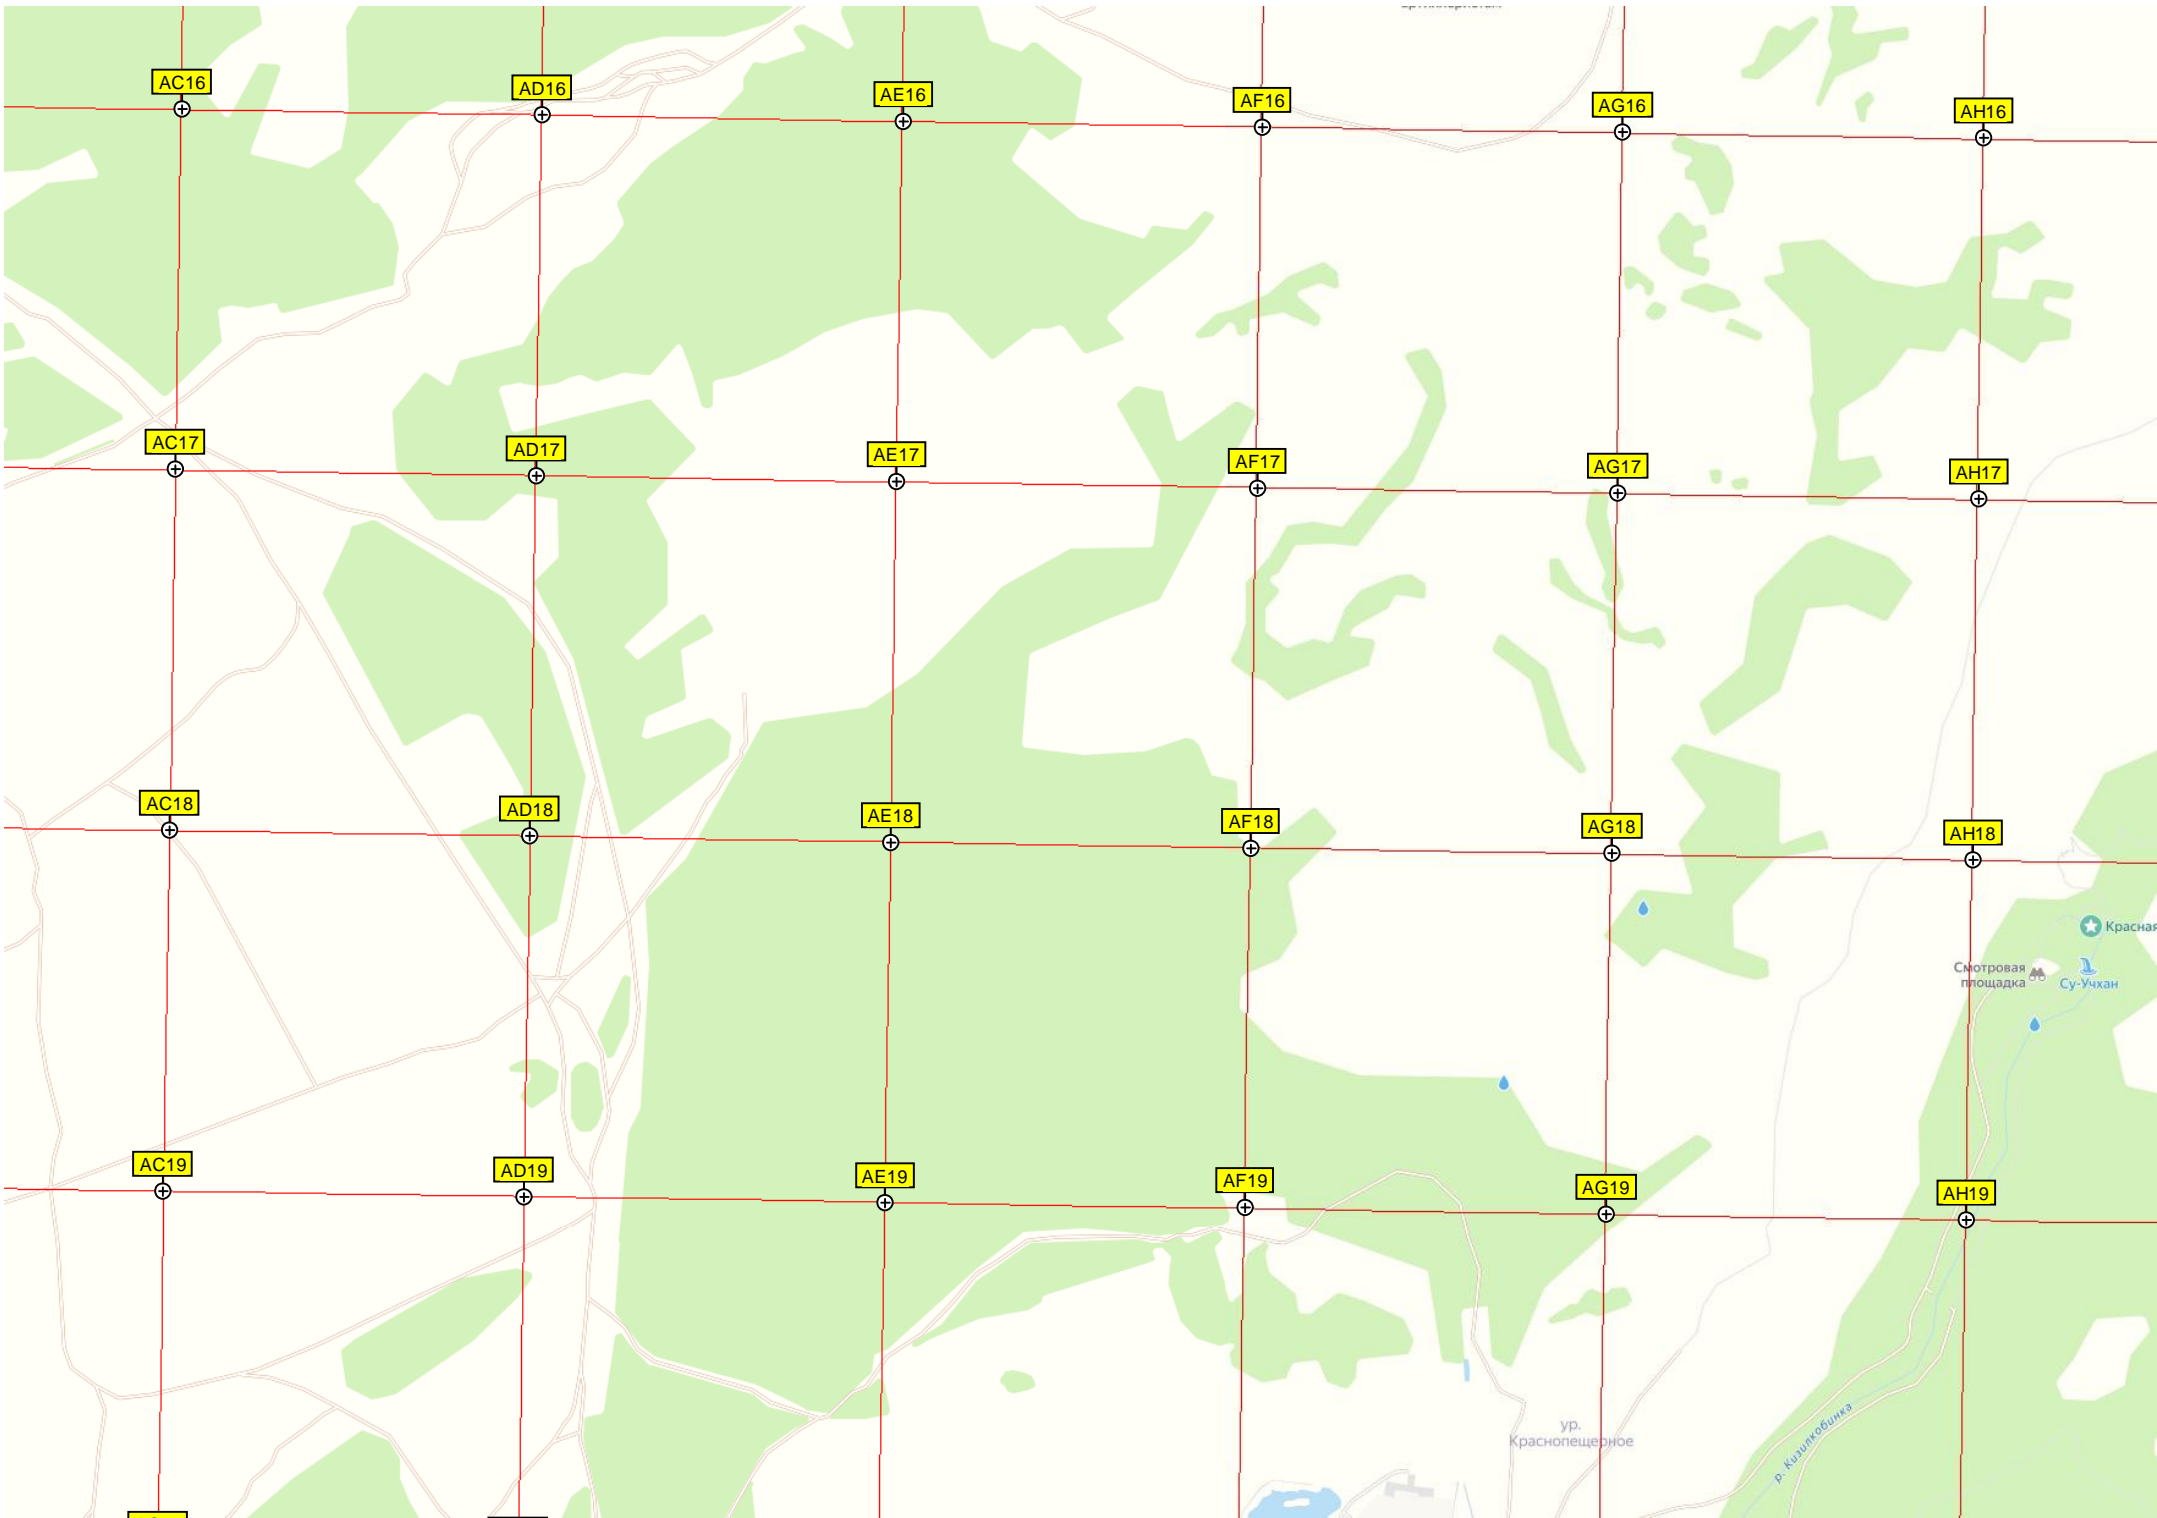 AC16
AD16
AE16
AF16
AG16
AH16
AC17
AD17
AE17
AF17
AG17
AH17
AC18
AD18
AE18
AF18
AG18
AH18
Красная
Смотровая
площадка
Су-Учхан
AC19
AD19
AE19
AF19
AG19
AH19
ур.
Краснопещерное
р. Кизилкобинка